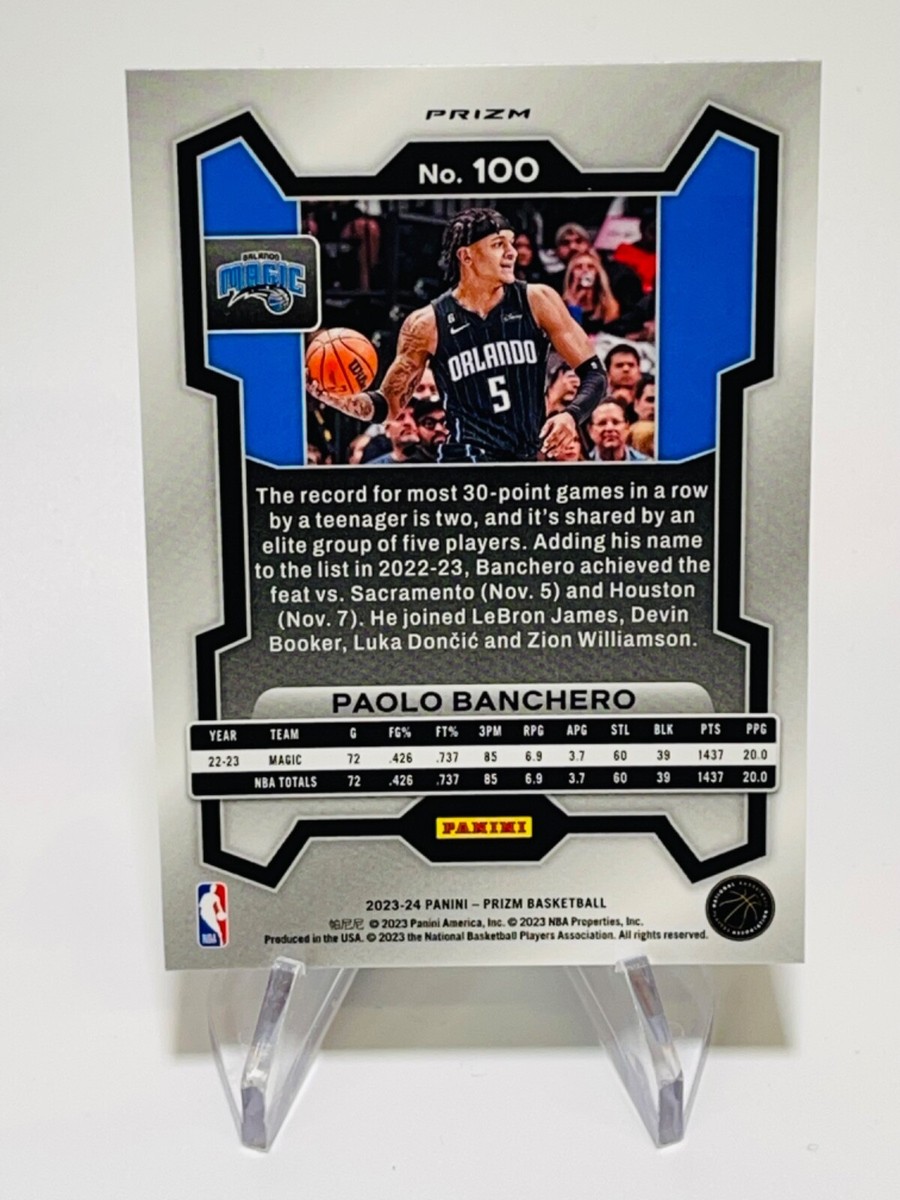 PRIZM
No. 100
ORLANDO
MAGIC
6
ORLANDO
5
The record for most 30-point games in a row
by a teenager is two, and it's shared by an
elite group of five players. Adding his name
to the list in 2022-23, Banchero achieved the
feat vs. Sacramento (Nov. 5) and Houston
(Nov. 7). He joined LeBron James, Devin
Booker, Luka Dončić and Zion Williamson.
PAOLO BANCHERO
YEAR TEAM G FG% FT% 3PM RPG APG STL BLK PTS PPG
22-23 MAGIC 72 .426 .737 85 6.9 3.7 60 39 1437 20.0
NBA TOTALS 72 .426 .737 85 6.9 3.7 60 39 1437 20.0
PANINI
2023-24 PANINI – PRIZM BASKETBALL
帕尼尼 © 2023 Panini America, Inc. © 2023 NBA Properties, Inc.
Produced in the USA. © 2023 the National Basketball Players Association. All rights reserved.
NBA
NATIONAL BASKETBALL PLAYERS ASSOCIATION